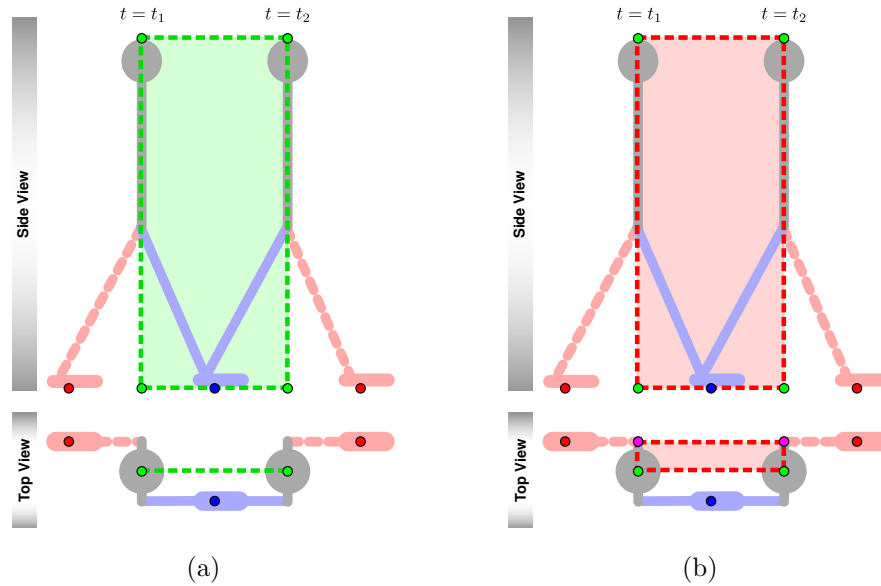 t = t₁ t = t₂ t = t₁ t = t₂
Side View Side View
Top View Top View
(a) (b)